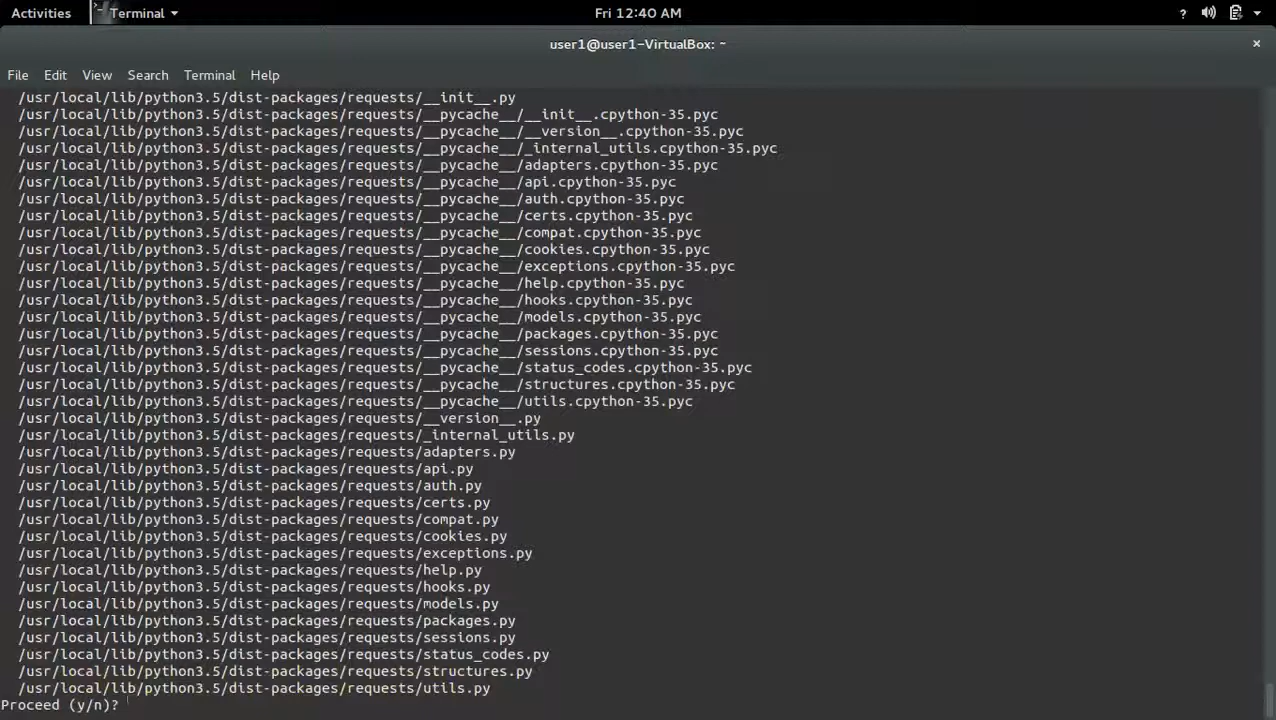 Activities
Terminal
Fri 12:40 AM
?
user1@user1-VirtualBox: ~
×
File Edit View Search Terminal Help
/usr/local/lib/python3.5/dist-packages/requests/__init__.py
/usr/local/lib/python3.5/dist-packages/requests/__pycache__/__init__.cpython-35.pyc
/usr/local/lib/python3.5/dist-packages/requests/__pycache__/__version__.cpython-35.pyc
/usr/local/lib/python3.5/dist-packages/requests/__pycache__/_internal_utils.cpython-35.pyc
/usr/local/lib/python3.5/dist-packages/requests/__pycache__/adapters.cpython-35.pyc
/usr/local/lib/python3.5/dist-packages/requests/__pycache__/api.cpython-35.pyc
/usr/local/lib/python3.5/dist-packages/requests/__pycache__/auth.cpython-35.pyc
/usr/local/lib/python3.5/dist-packages/requests/__pycache__/certs.cpython-35.pyc
/usr/local/lib/python3.5/dist-packages/requests/__pycache__/compat.cpython-35.pyc
/usr/local/lib/python3.5/dist-packages/requests/__pycache__/cookies.cpython-35.pyc
/usr/local/lib/python3.5/dist-packages/requests/__pycache__/exceptions.cpython-35.pyc
/usr/local/lib/python3.5/dist-packages/requests/__pycache__/help.cpython-35.pyc
/usr/local/lib/python3.5/dist-packages/requests/__pycache__/hooks.cpython-35.pyc
/usr/local/lib/python3.5/dist-packages/requests/__pycache__/models.cpython-35.pyc
/usr/local/lib/python3.5/dist-packages/requests/__pycache__/packages.cpython-35.pyc
/usr/local/lib/python3.5/dist-packages/requests/__pycache__/sessions.cpython-35.pyc
/usr/local/lib/python3.5/dist-packages/requests/__pycache__/status_codes.cpython-35.pyc
/usr/local/lib/python3.5/dist-packages/requests/__pycache__/structures.cpython-35.pyc
/usr/local/lib/python3.5/dist-packages/requests/__pycache__/utils.cpython-35.pyc
/usr/local/lib/python3.5/dist-packages/requests/__version__.py
/usr/local/lib/python3.5/dist-packages/requests/_internal_utils.py
/usr/local/lib/python3.5/dist-packages/requests/adapters.py
/usr/local/lib/python3.5/dist-packages/requests/api.py
/usr/local/lib/python3.5/dist-packages/requests/auth.py
/usr/local/lib/python3.5/dist-packages/requests/certs.py
/usr/local/lib/python3.5/dist-packages/requests/compat.py
/usr/local/lib/python3.5/dist-packages/requests/cookies.py
/usr/local/lib/python3.5/dist-packages/requests/exceptions.py
/usr/local/lib/python3.5/dist-packages/requests/help.py
/usr/local/lib/python3.5/dist-packages/requests/hooks.py
/usr/local/lib/python3.5/dist-packages/requests/models.py
/usr/local/lib/python3.5/dist-packages/requests/packages.py
/usr/local/lib/python3.5/dist-packages/requests/sessions.py
/usr/local/lib/python3.5/dist-packages/requests/status_codes.py
/usr/local/lib/python3.5/dist-packages/requests/structures.py
/usr/local/lib/python3.5/dist-packages/requests/utils.py
Proceed (y/n)?